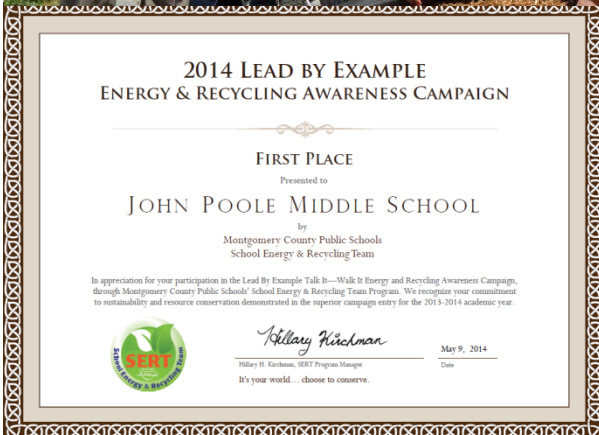 2014 LEAD BY EXAMPLE
ENERGY & RECYCLING AWARENESS CAMPAIGN
FIRST PLACE
Presented to
JOHN POOLE MIDDLE SCHOOL
by
Montgomery County Public Schools
School Energy & Recycling Team
In appreciation for your participation in the Lead By Example Talk It—Walk It Energy and Recycling Awareness Campaign,
through Montgomery County Public Schools' School Energy & Recycling Team Program. We recognize your commitment
to sustainability and resource conservation demonstrated in the superior campaign entry for the 2013-2014 academic year.
SERT
School Energy & Recycling Team
Hillary Kirchman
May 9, 2014
Hillary H. Kirchman, SERT Program Manager
Date
It's your world… choose to conserve.